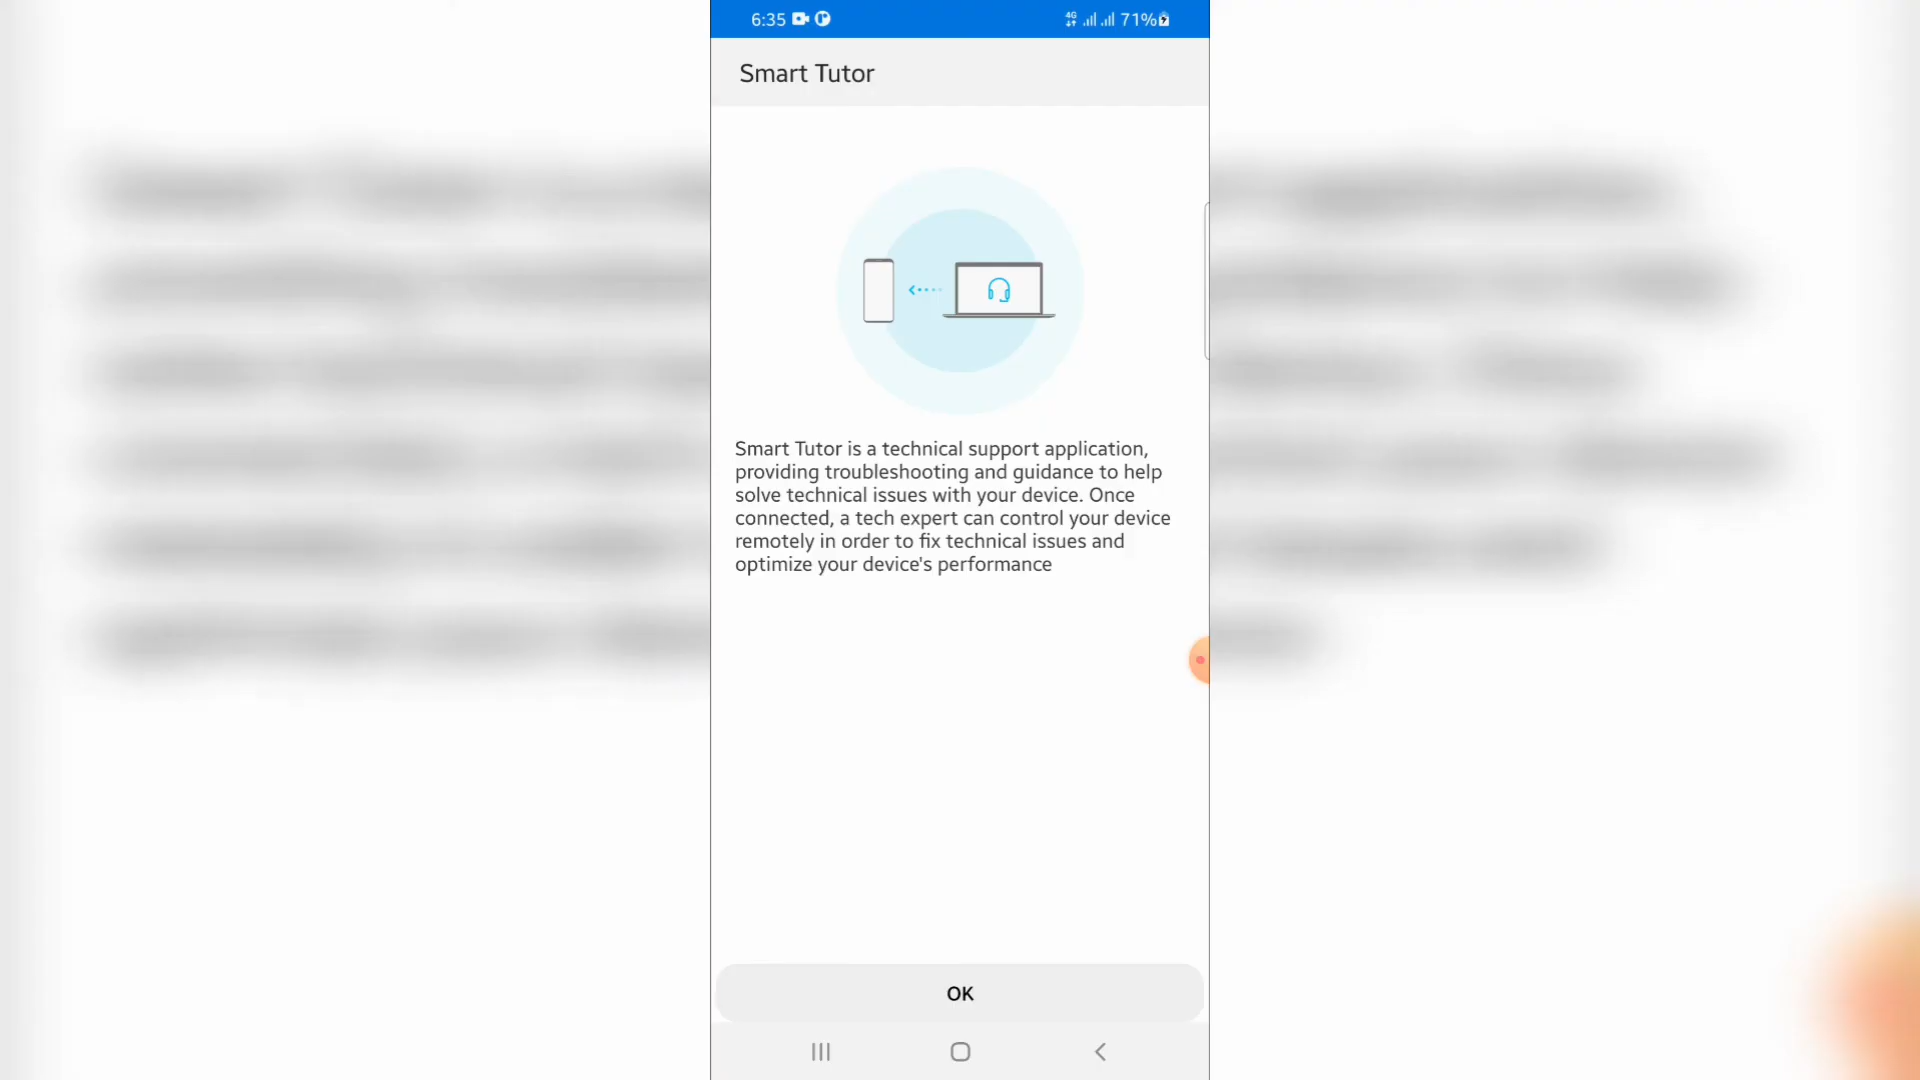 6:35 4G 71%
Smart Tutor
Smart Tutor is a technical support application,
providing troubleshooting and guidance to help
solve technical issues with your device. Once
connected, a tech expert can control your device
remotely in order to fix technical issues and
optimize your device's performance
OK